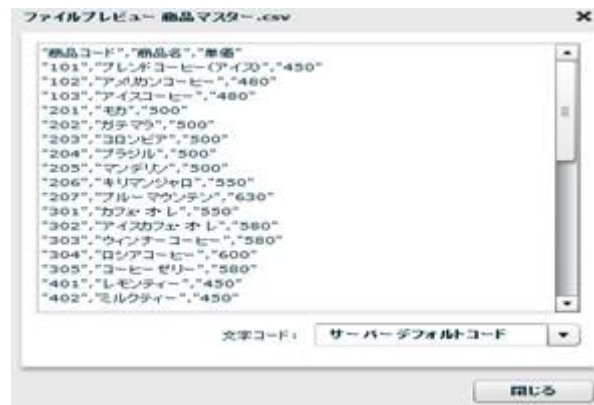 ファイルプレビュー 商品マスター.csv
"商品コード","商品名","単価"
"101","ブレンドコーヒー(アイス)","450"
"102","アメリカンコーヒー","480"
"103","アイスコーヒー","480"
"201","モカ","500"
"202","ガテマラ","500"
"203","コロンビア","500"
"204","ブラジル","500"
"205","マンデリン","500"
"206","キリマンジャロ","550"
"207","ブルーマウンテン","630"
"301","カフェ・オ・レ","550"
"302","アイスカフェ・オ・レ","580"
"303","ウィンナーコーヒー","580"
"304","ロシアコーヒー","600"
"305","コーヒーゼリー","580"
"401","レモンティー","450"
"402","ミルクティー","450"
文字コード: サーバーデフォルトコード
閉じる